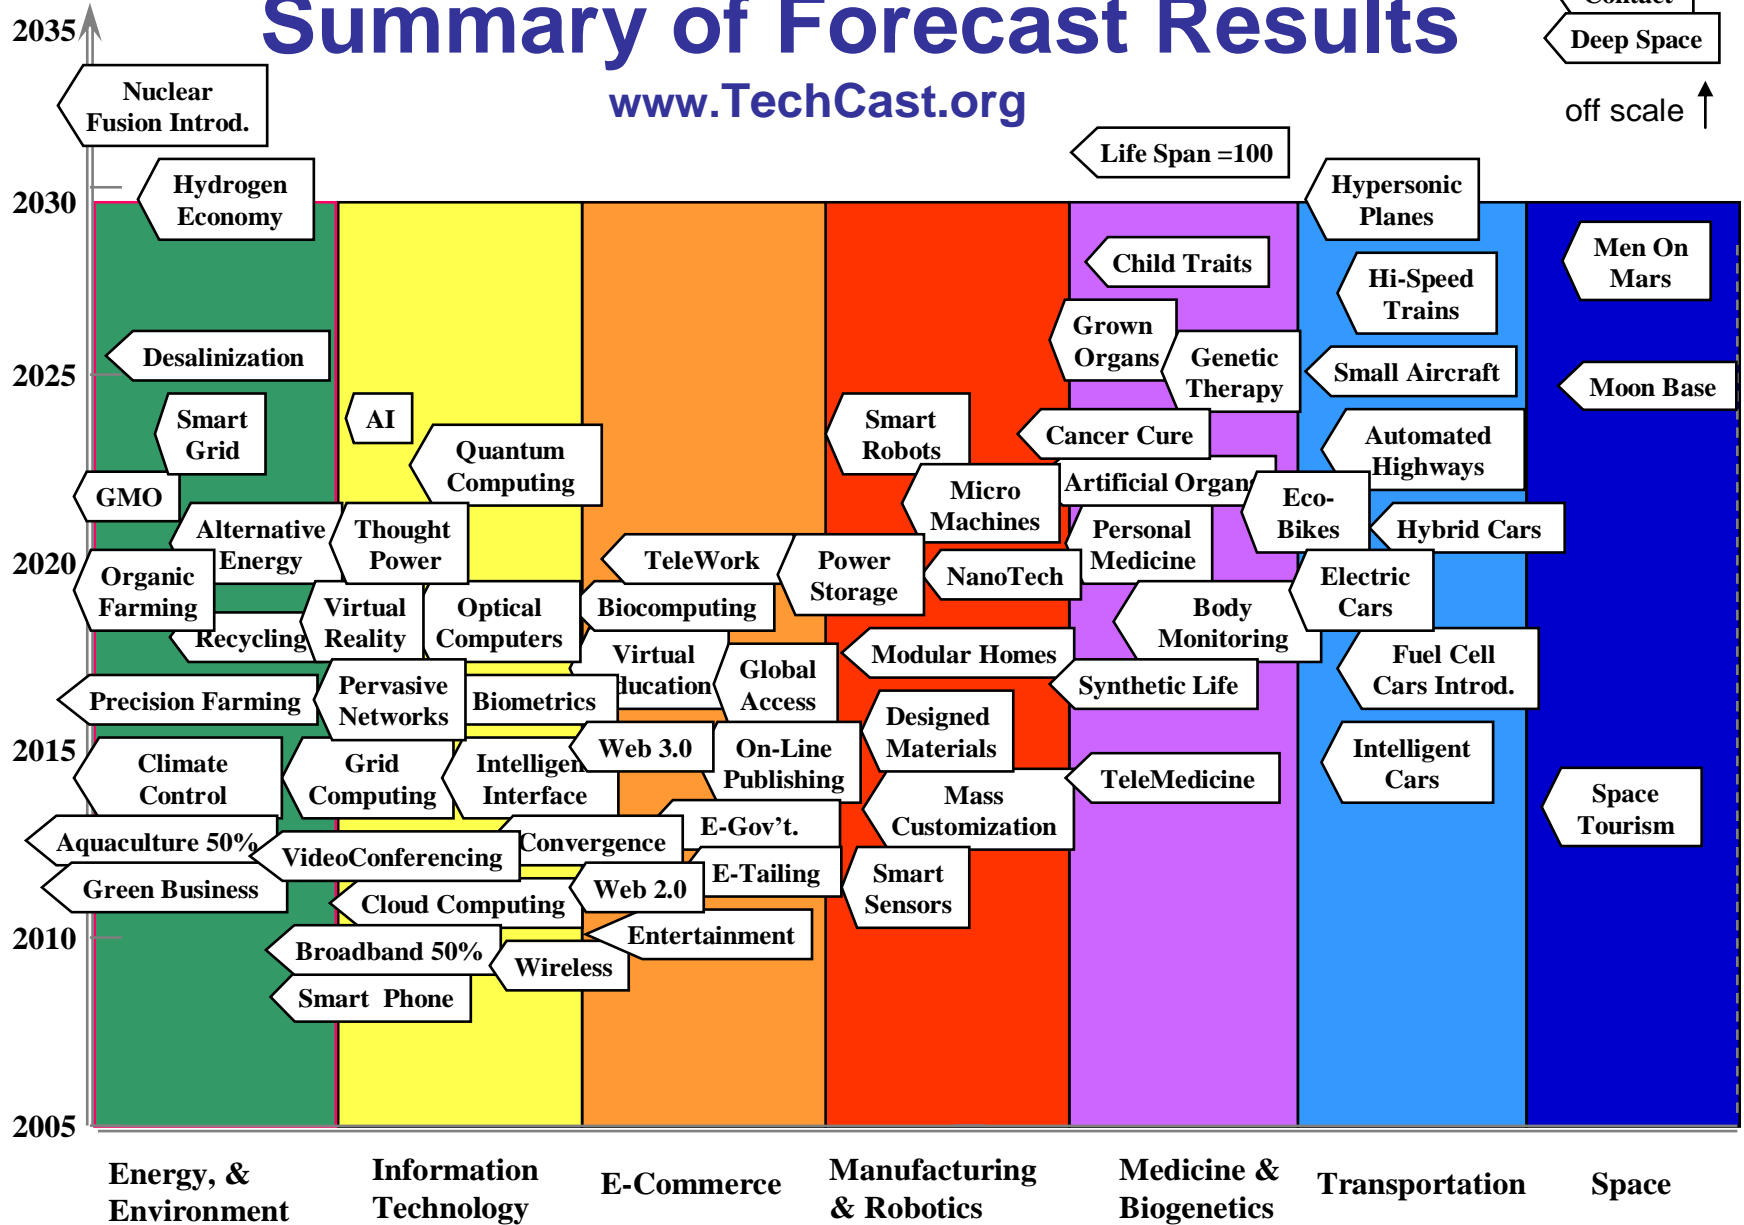 Summary of Forecast Results
www.TechCast.org
Contact
Deep Space
off scale
2035
2030
2025
2020
2015
2010
2005
Nuclear
Fusion Introd.
Hydrogen
Economy
Desalinization
Smart
Grid
GMO
Alternative
Energy
Organic
Farming
Recycling
Precision Farming
Climate
Control
Aquaculture 50%
Green Business
AI
Quantum
Computing
Thought
Power
Virtual
Reality
Optical
Computers
Pervasive
Networks
Biometrics
Grid
Computing
Intelligen
Interface
VideoConferencing
Convergence
Cloud Computing
Broadband 50%
Wireless
Smart Phone
TeleWork
Biocomputing
Virtual
ducation
Global
Access
Web 3.0
On-Line
Publishing
E-Gov’t.
E-Tailing
Web 2.0
Entertainment
Smart
Robots
Micro
Machines
Power
Storage
NanoTech
Modular Homes
Designed
Materials
Mass
Customization
Smart
Sensors
Life Span =100
Child Traits
Grown
Organs
Genetic
Therapy
Cancer Cure
Artificial Organs
Personal
Medicine
Body
Monitoring
Synthetic Life
TeleMedicine
Hypersonic
Planes
Hi-Speed
Trains
Small Aircraft
Automated
Highways
Eco-
Bikes
Hybrid Cars
Electric
Cars
Fuel Cell
Cars Introd.
Intelligent
Cars
Men On
Mars
Moon Base
Space
Tourism
Energy, &
Environment
Information
Technology
E-Commerce
Manufacturing
& Robotics
Medicine &
Biogenetics
Transportation
Space